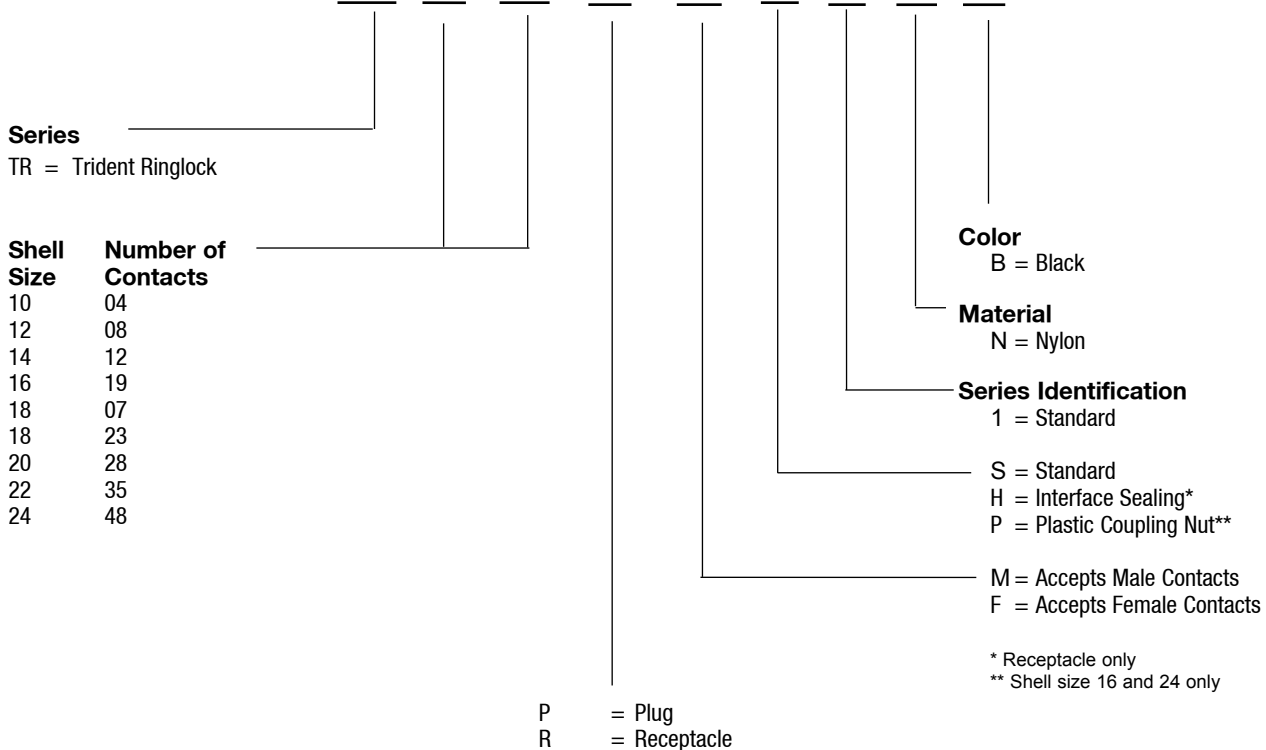 Series
TR = Trident Ringlock
Shell Number of
Size Contacts
10 04
12 08
14 12
16 19
18 07
18 23
20 28
22 35
24 48
Color
B = Black
Material
N = Nylon
Series Identification
1 = Standard
S = Standard
H = Interface Sealing*
P = Plastic Coupling Nut**
M = Accepts Male Contacts
F = Accepts Female Contacts
* Receptacle only
** Shell size 16 and 24 only
P = Plug
R = Receptacle